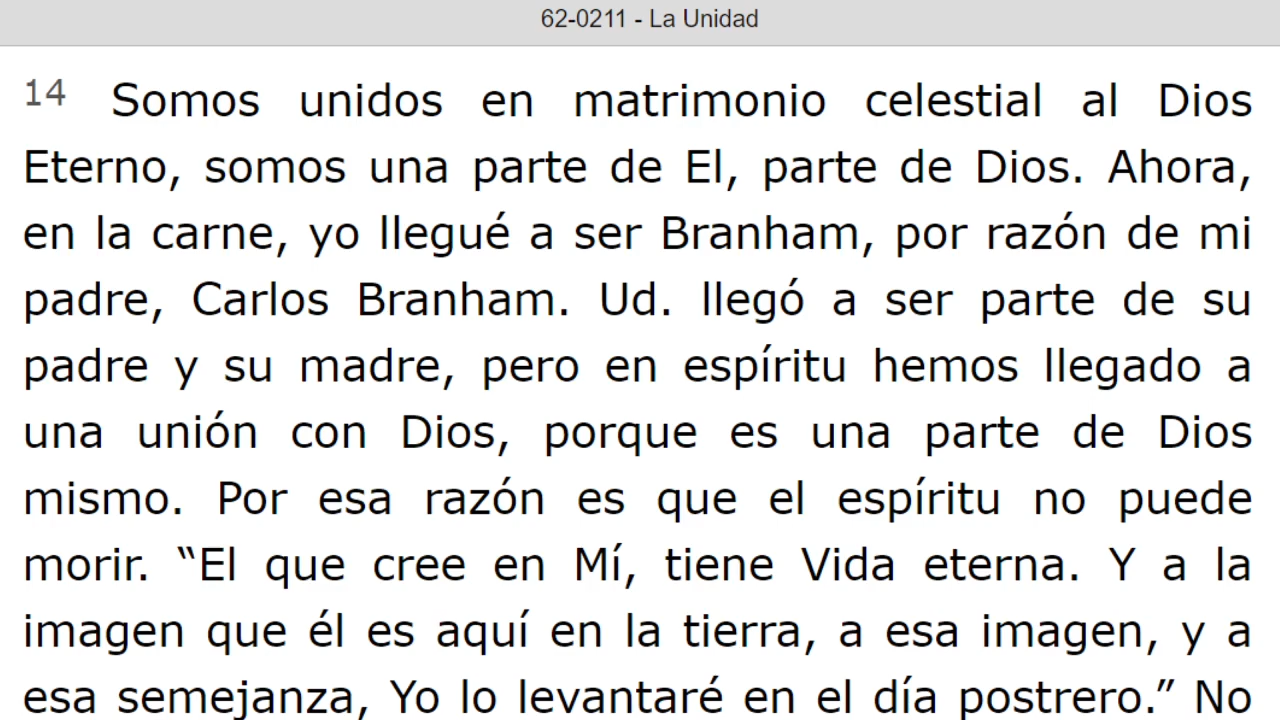 62-0211 - La Unidad
14 Somos unidos en matrimonio celestial al Dios
Eterno, somos una parte de El, parte de Dios. Ahora,
en la carne, yo llegué a ser Branham, por razón de mi
padre, Carlos Branham. Ud. llegó a ser parte de su
padre y su madre, pero en espíritu hemos llegado a
una unión con Dios, porque es una parte de Dios
mismo. Por esa razón es que el espíritu no puede
morir. “El que cree en Mí, tiene Vida eterna. Y a la
imagen que él es aquí en la tierra, a esa imagen, y a
esa semejanza, Yo lo levantaré en el día postrero.” No